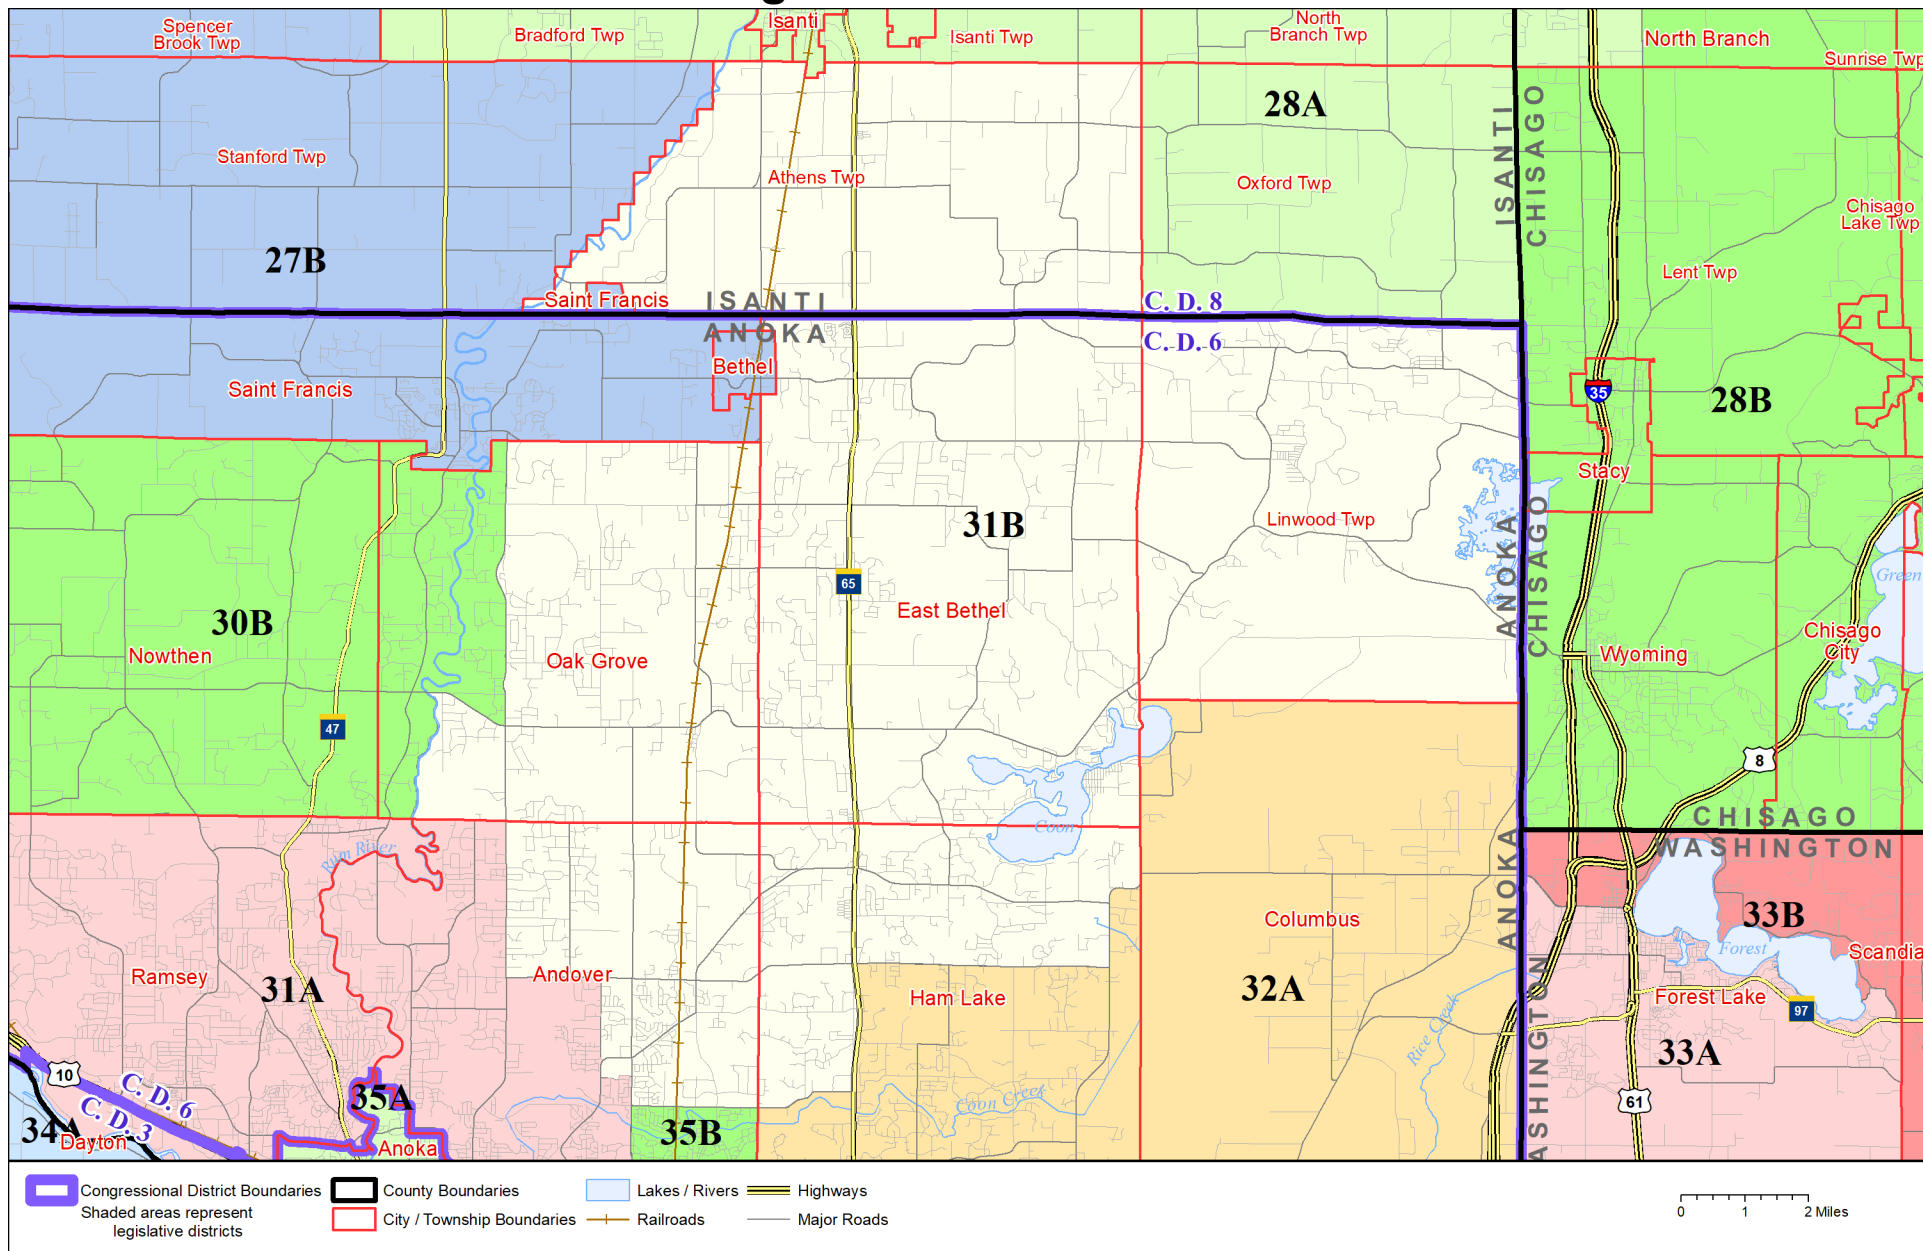 Spencer
Brook Twp
Bradford Twp
Isanti
Isanti Twp
North
Branch Twp
North Branch
Sunrise Twp
28A
ISANTI
CHISAGO
Stanford Twp
Athens Twp
Oxford Twp
Chisago
Lake Twp
27B
Lent Twp
Saint Francis
ISANTI
ANOKA
C. D. 8
C. D. 6
Bethel
Saint Francis
35
28B
Stacy
31B
Linwood Twp
ANOKA
CHISAGO
65
Green
30B
East Bethel
Nowthen
Oak Grove
Wyoming
Chisago
City
47
8
Coon
CHISAGO
WASHINGTON
Rum River
ANOKA
33B
Columbus
Forest
Scandia
Ramsey
31A
Andover
Ham Lake
32A
Forest Lake
97
WASHINGTON
Rice Creek
33A
10
C. D. 6
C. D. 3
35A
Coon Creek
61
34A
Dayton
Anoka
35B
Congressional District Boundaries
County Boundaries
Lakes / Rivers
Highways
Shaded areas represent
legislative districts
City / Township Boundaries
Railroads
Major Roads
0 1 2 Miles